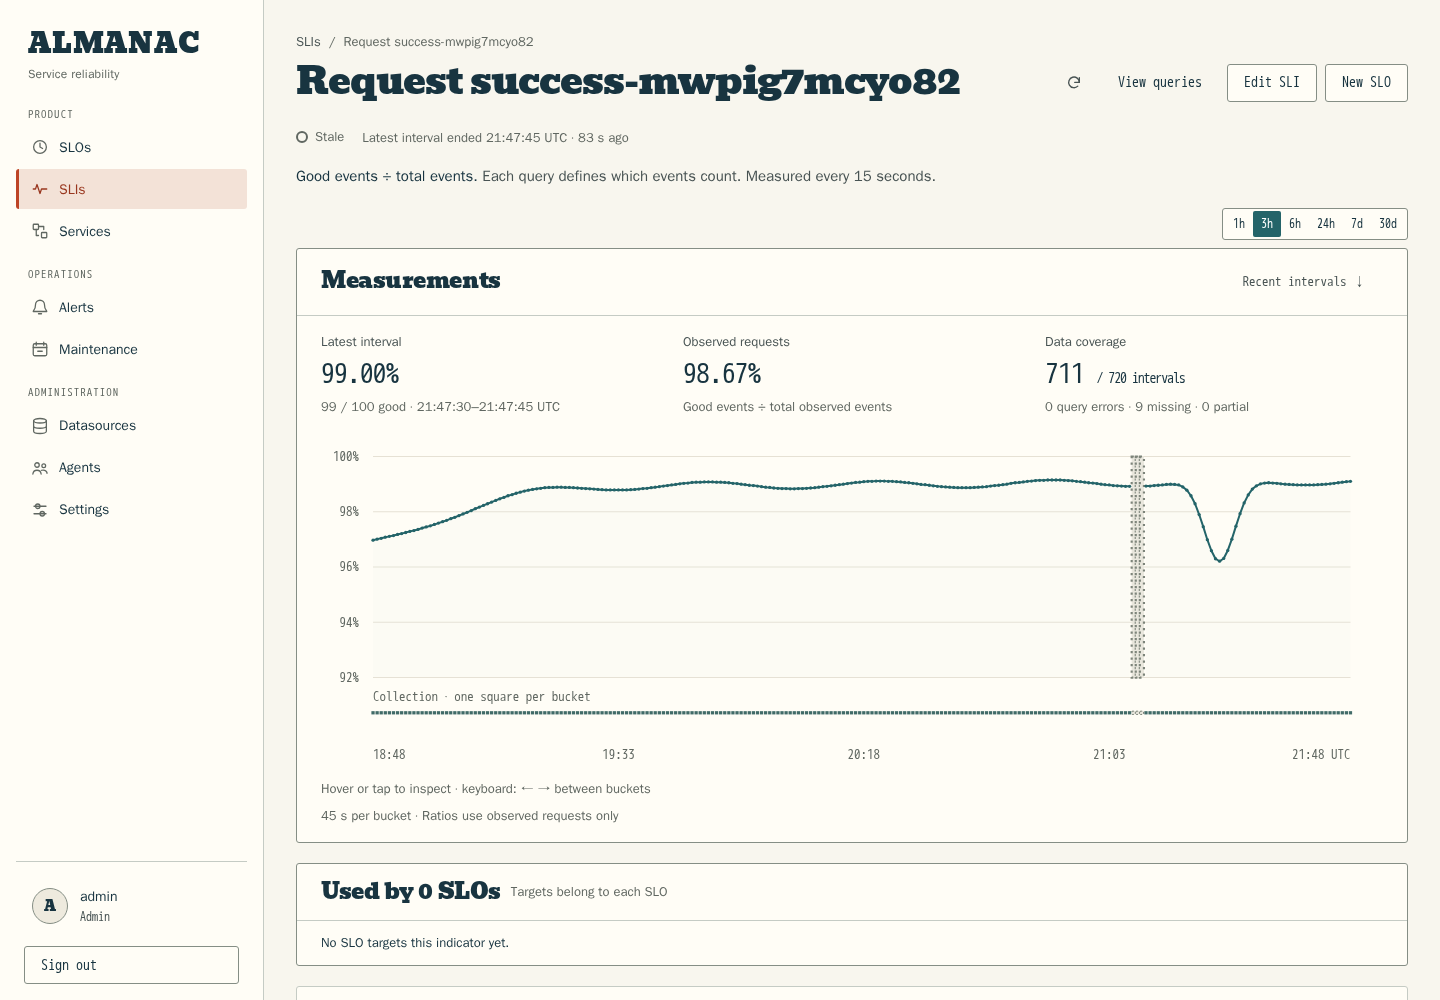 ALMANAC
Service reliability
PRODUCT
SLOs
SLIs
Services
OPERATIONS
Alerts
Maintenance
ADMINISTRATION
Datasources
Agents
Settings
A
admin
Admin
Sign out
SLIs / Request success-mwpig7mcyo82
Request success-mwpig7mcyo82
View queries
Edit SLI
New SLO
Stale Latest interval ended 21:47:45 UTC · 83 s ago
Good events ÷ total events. Each query defines which events count. Measured every 15 seconds.
1h 3h 6h 24h 7d 30d
Measurements
Recent intervals ↓
Latest interval
99.00%
99 / 100 good · 21:47:30–21:47:45 UTC
Observed requests
98.67%
Good events ÷ total observed events
Data coverage
711 / 720 intervals
0 query errors · 9 missing · 0 partial
100%
98%
96%
94%
92%
Collection · one square per bucket
18:48 19:33 20:18 21:03 21:48 UTC
Hover or tap to inspect · keyboard: ← → between buckets
45 s per bucket · Ratios use observed requests only
Used by 0 SLOs Targets belong to each SLO
No SLO targets this indicator yet.